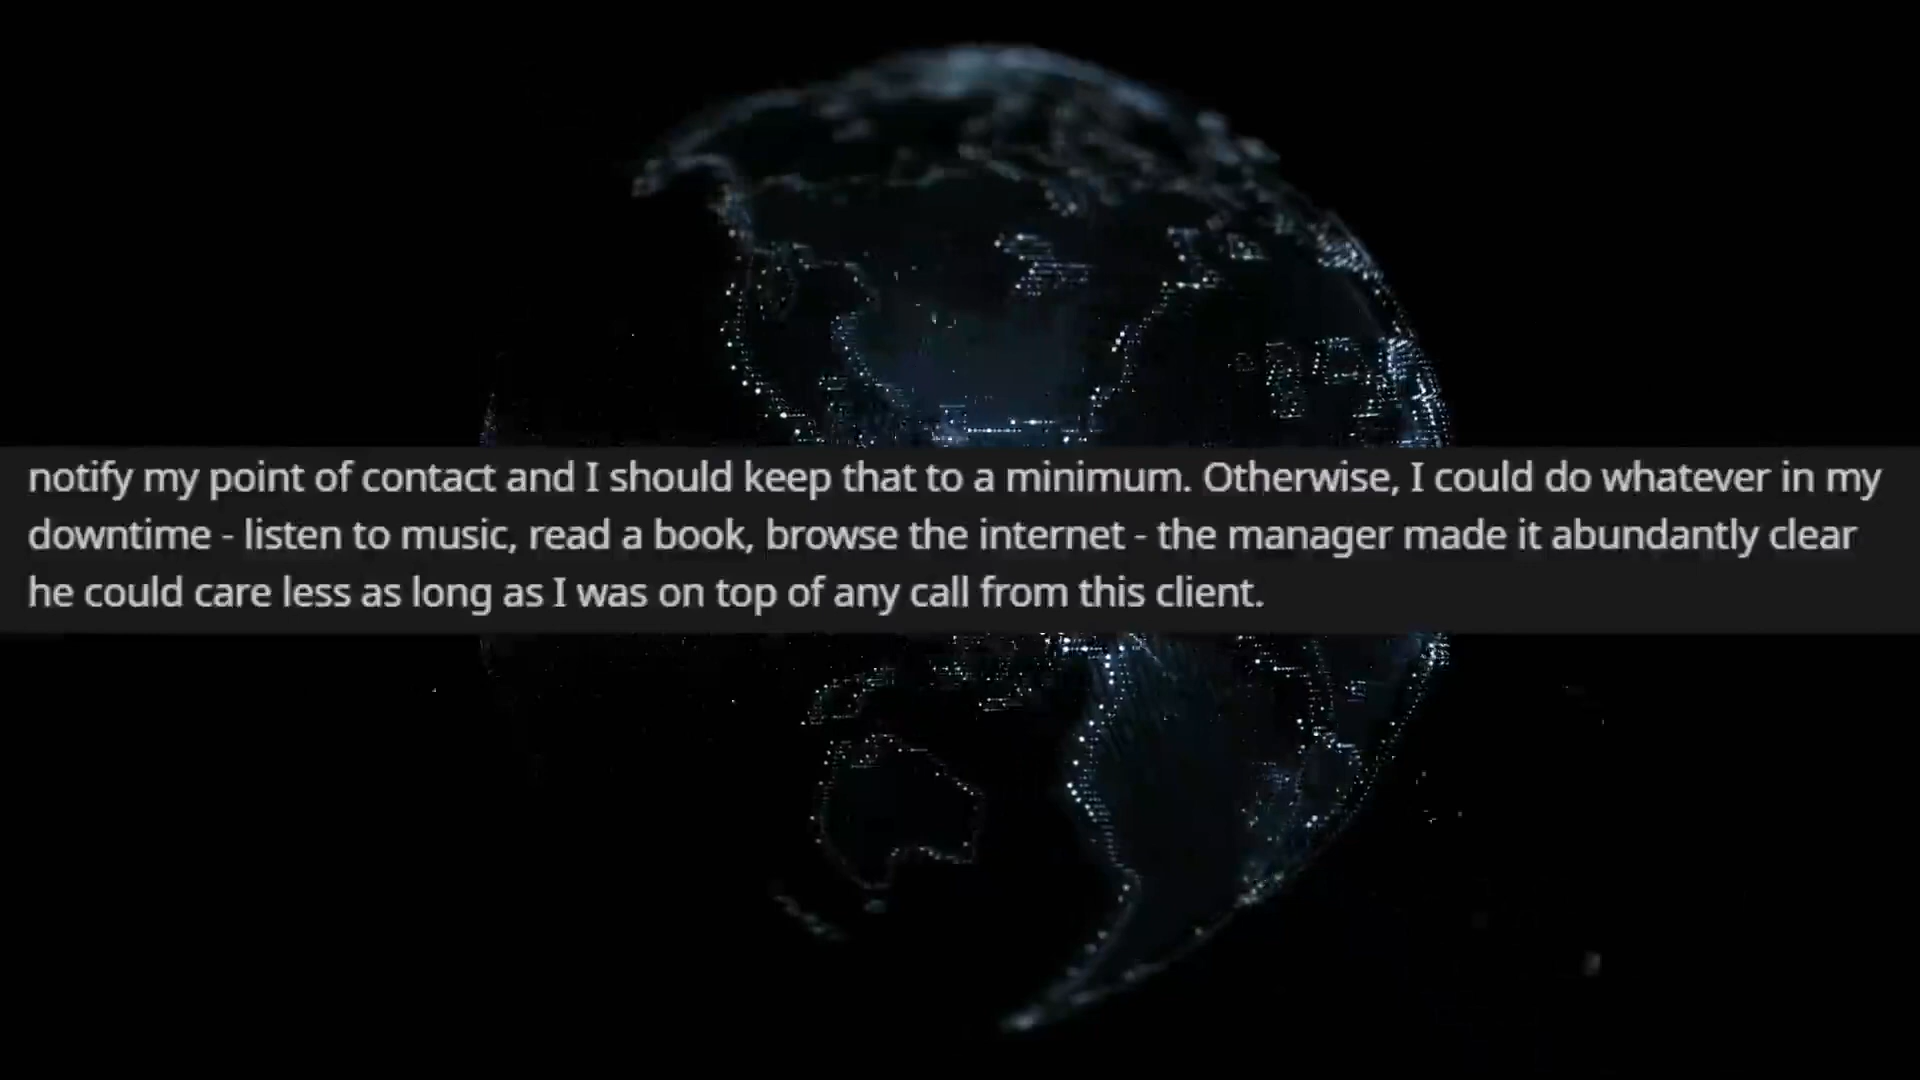 notify my point of contact and I should keep that to a minimum. Otherwise, I could do whatever in my
downtime - listen to music, read a book, browse the internet - the manager made it abundantly clear
he could care less as long as I was on top of any call from this client.